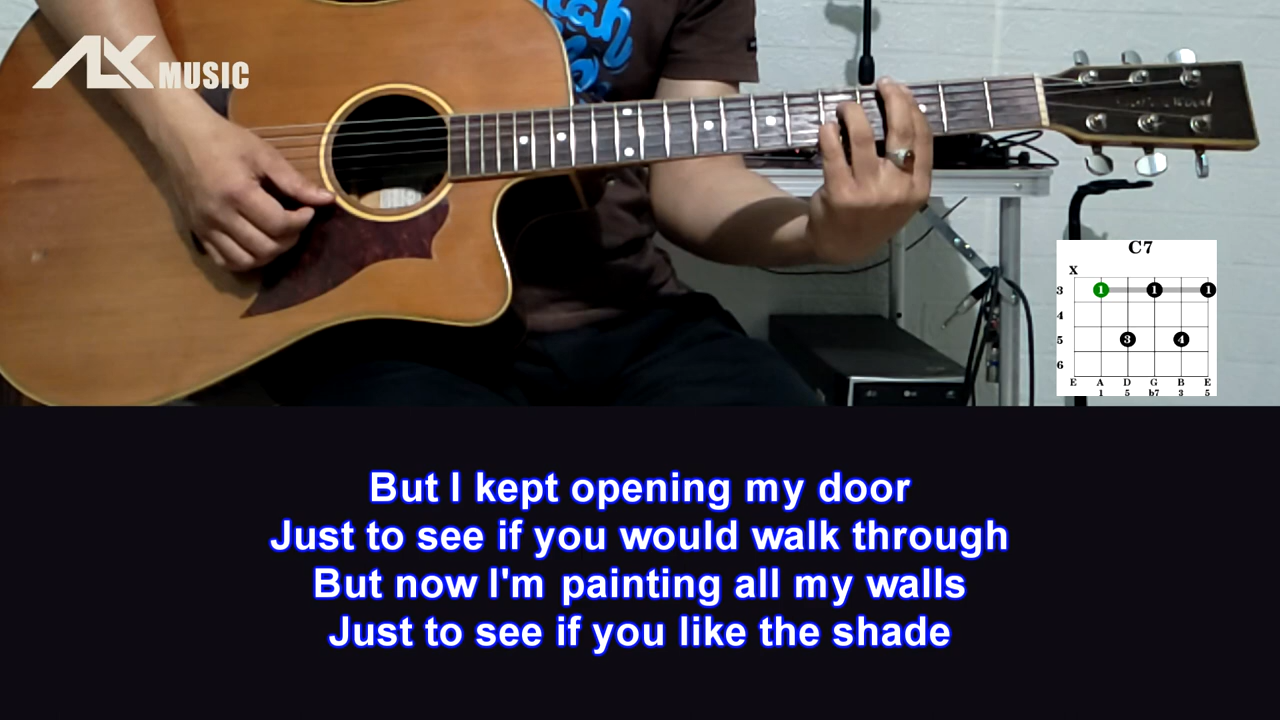 ALK MUSIC
C7
X
3 1 1 1
4
5 3 4
6
E A D G B E
1 5 b7 3 5
But I kept opening my door
Just to see if you would walk through
But now I'm painting all my walls
Just to see if you like the shade